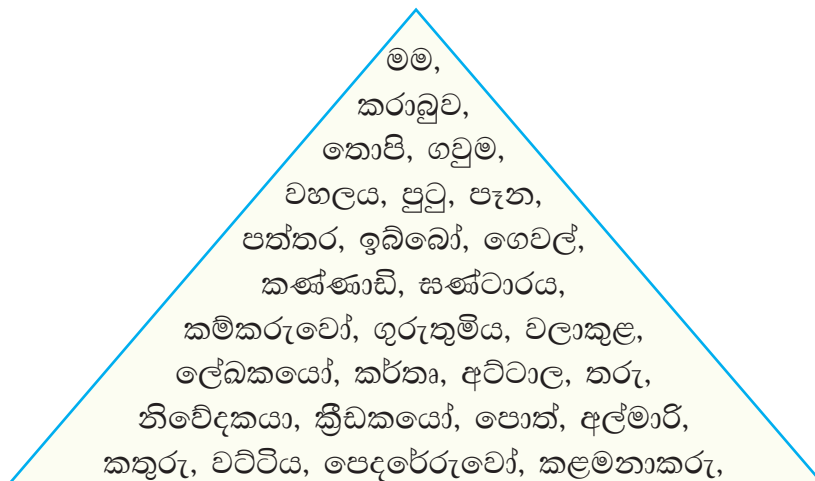 මම,
කරාබුව,
තොපි, ගවුම,
වහලය, පුටු, පෑන,
පත්තර, ඉබ්බෝ, ගෙවල්,
කණ්ණාඩි, ඝණ්ටාරය,
කම්කරුවෝ, ගුරුතුමිය, වලාකුළ,
ලේඛකයෝ, කර්තෘ, අට්ටාල, තරු,
නිවේදකයා, ක්‍රීඩකයෝ, පොත්, අල්මාරි,
කතුරු, වට්ටිය, පෙදරේරුවෝ, කළමනාකරු,